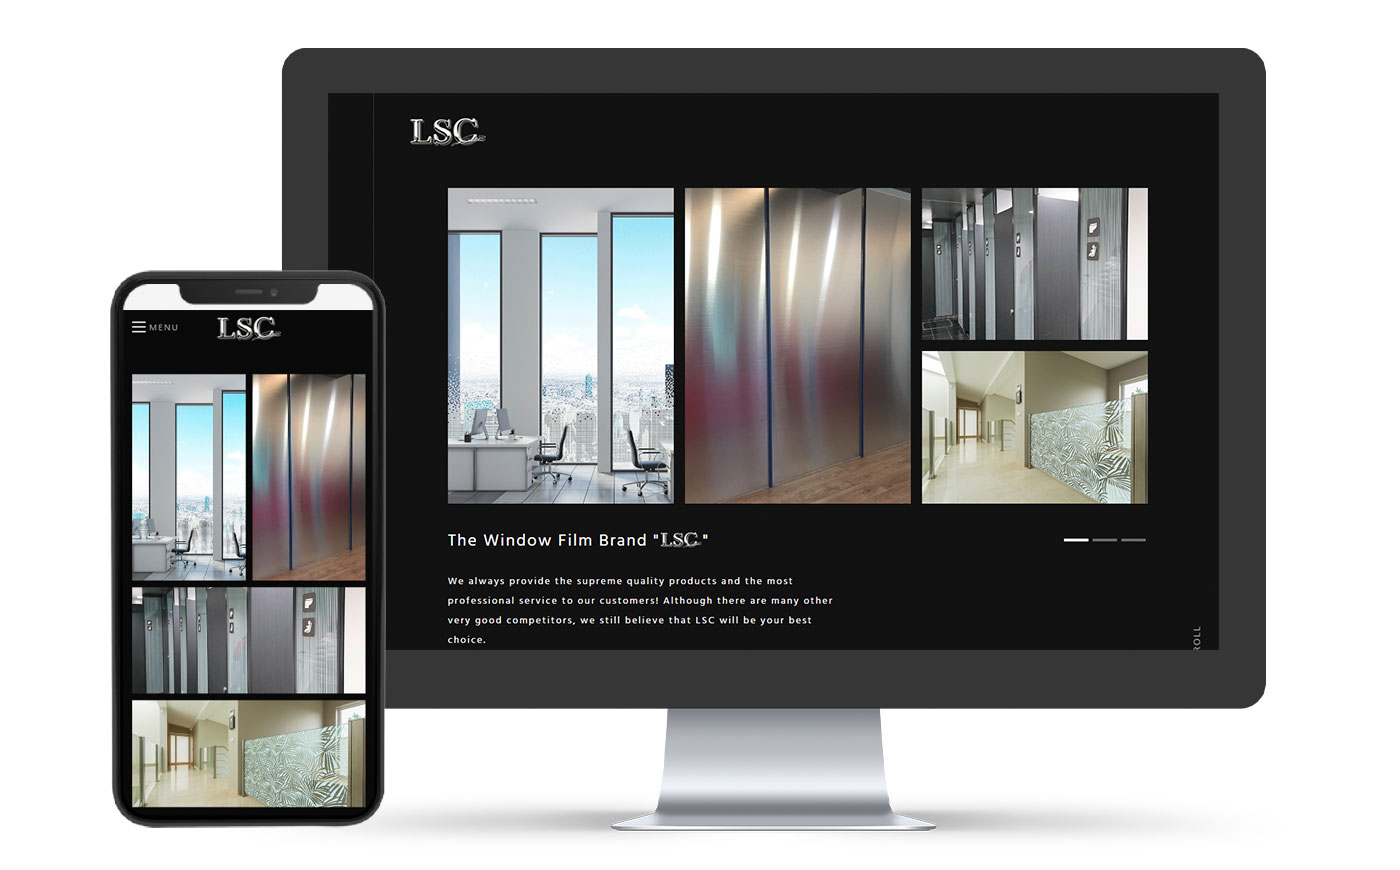 LSC
The Window Film Brand "LSC"
We always provide the supreme quality products and the most
professional service to our customers! Although there are many other
very good competitors, we still believe that LSC will be your best
choice.
MENU
LSC